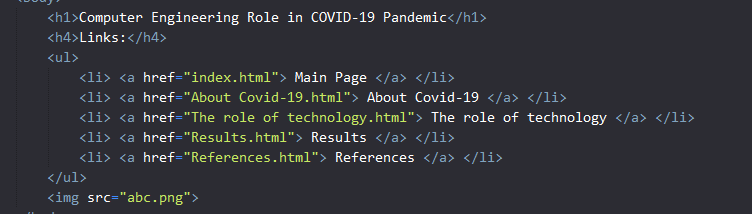 <h1>Computer Engineering Role in COVID-19 Pandemic</h1>
<h4>Links:</h4>
<ul>
<li> <a href="index.html"> Main Page </a> </li>
<li> <a href="About Covid-19.html"> About Covid-19 </a> </li>
<li> <a href="The role of technology.html"> The role of technology </a> </li>
<li> <a href="Results.html"> Results </a> </li>
<li> <a href="References.html"> References </a> </li>
</ul>
<img src="abc.png">